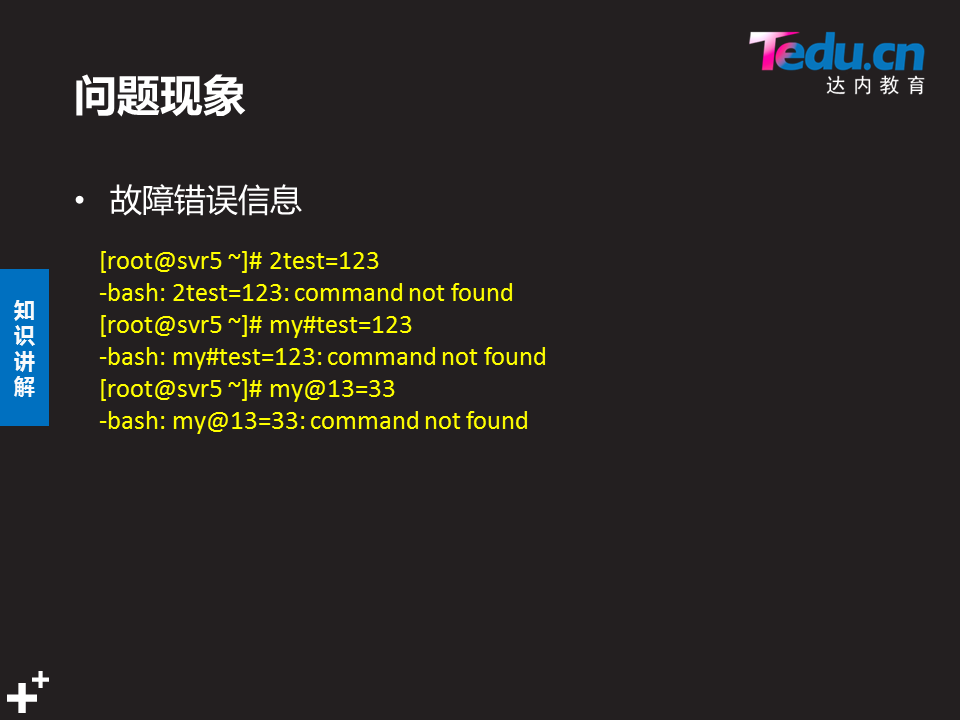 Tedu.cn
达内教育
问题现象
• 故障错误信息
[root@svr5 ~]# 2test=123
-bash: 2test=123: command not found
[root@svr5 ~]# my#test=123
-bash: my#test=123: command not found
[root@svr5 ~]# my@13=33
-bash: my@13=33: command not found
知识讲解